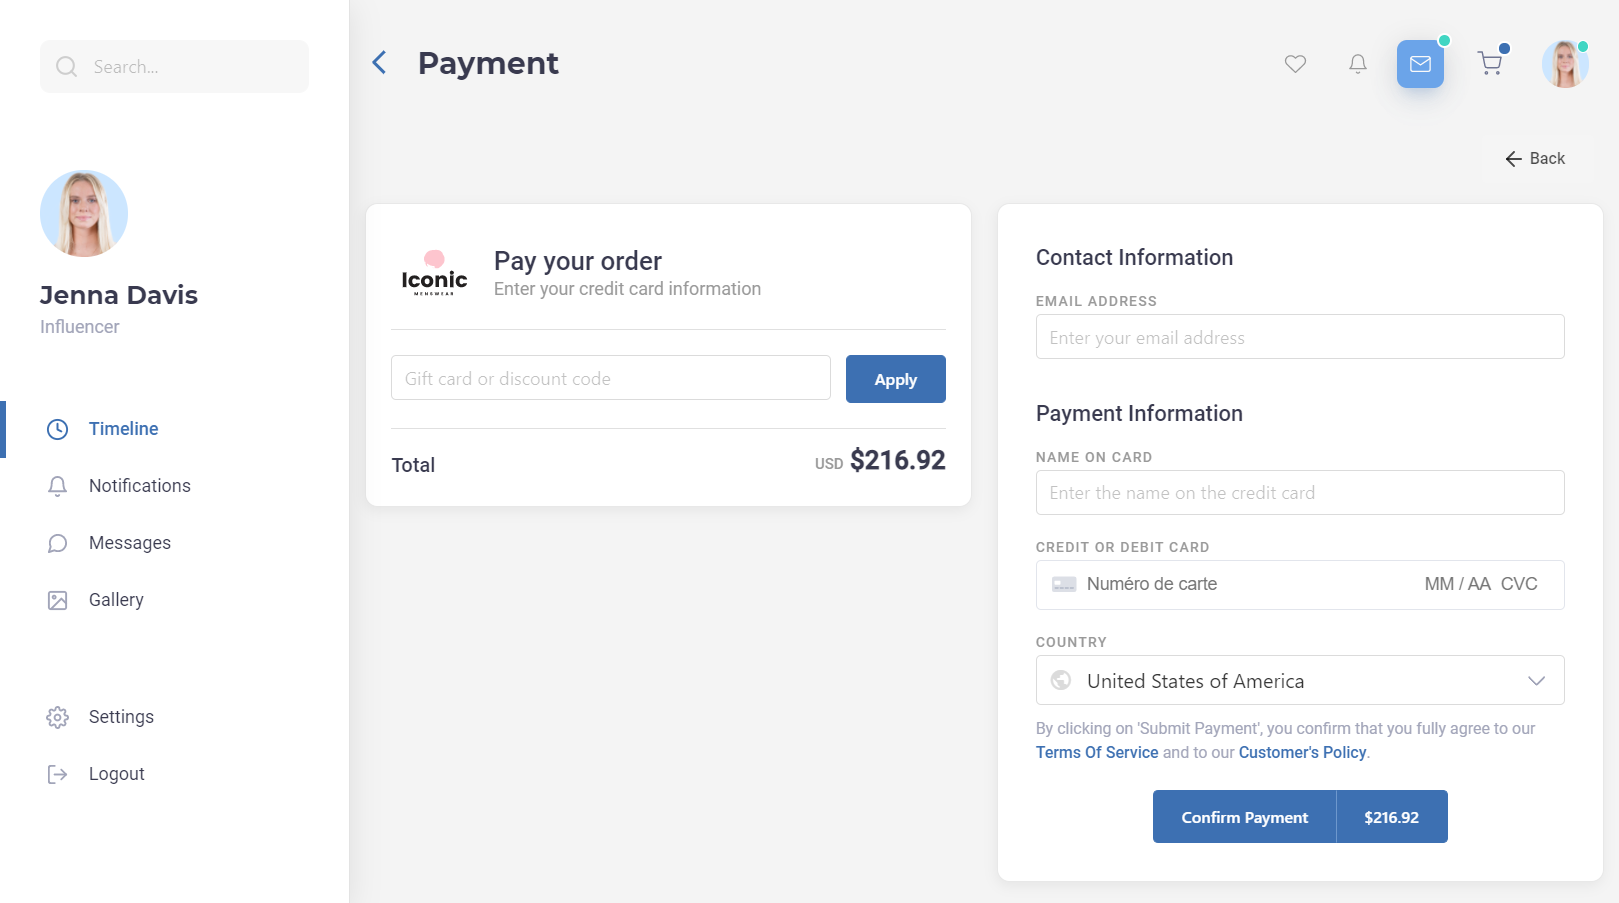 Search...
Jenna Davis
Influencer
Timeline
Notifications
Messages
Gallery
Settings
Logout
Payment
Back
Iconic
MENSWEAR
Pay your order
Enter your credit card information
Gift card or discount code
Apply
Total
USD $216.92
Contact Information
EMAIL ADDRESS
Enter your email address
Payment Information
NAME ON CARD
Enter the name on the credit card
CREDIT OR DEBIT CARD
Numéro de carte MM / AA CVC
COUNTRY
United States of America
By clicking on 'Submit Payment', you confirm that you fully agree to our
Terms Of Service and to our Customer's Policy.
Confirm Payment $216.92